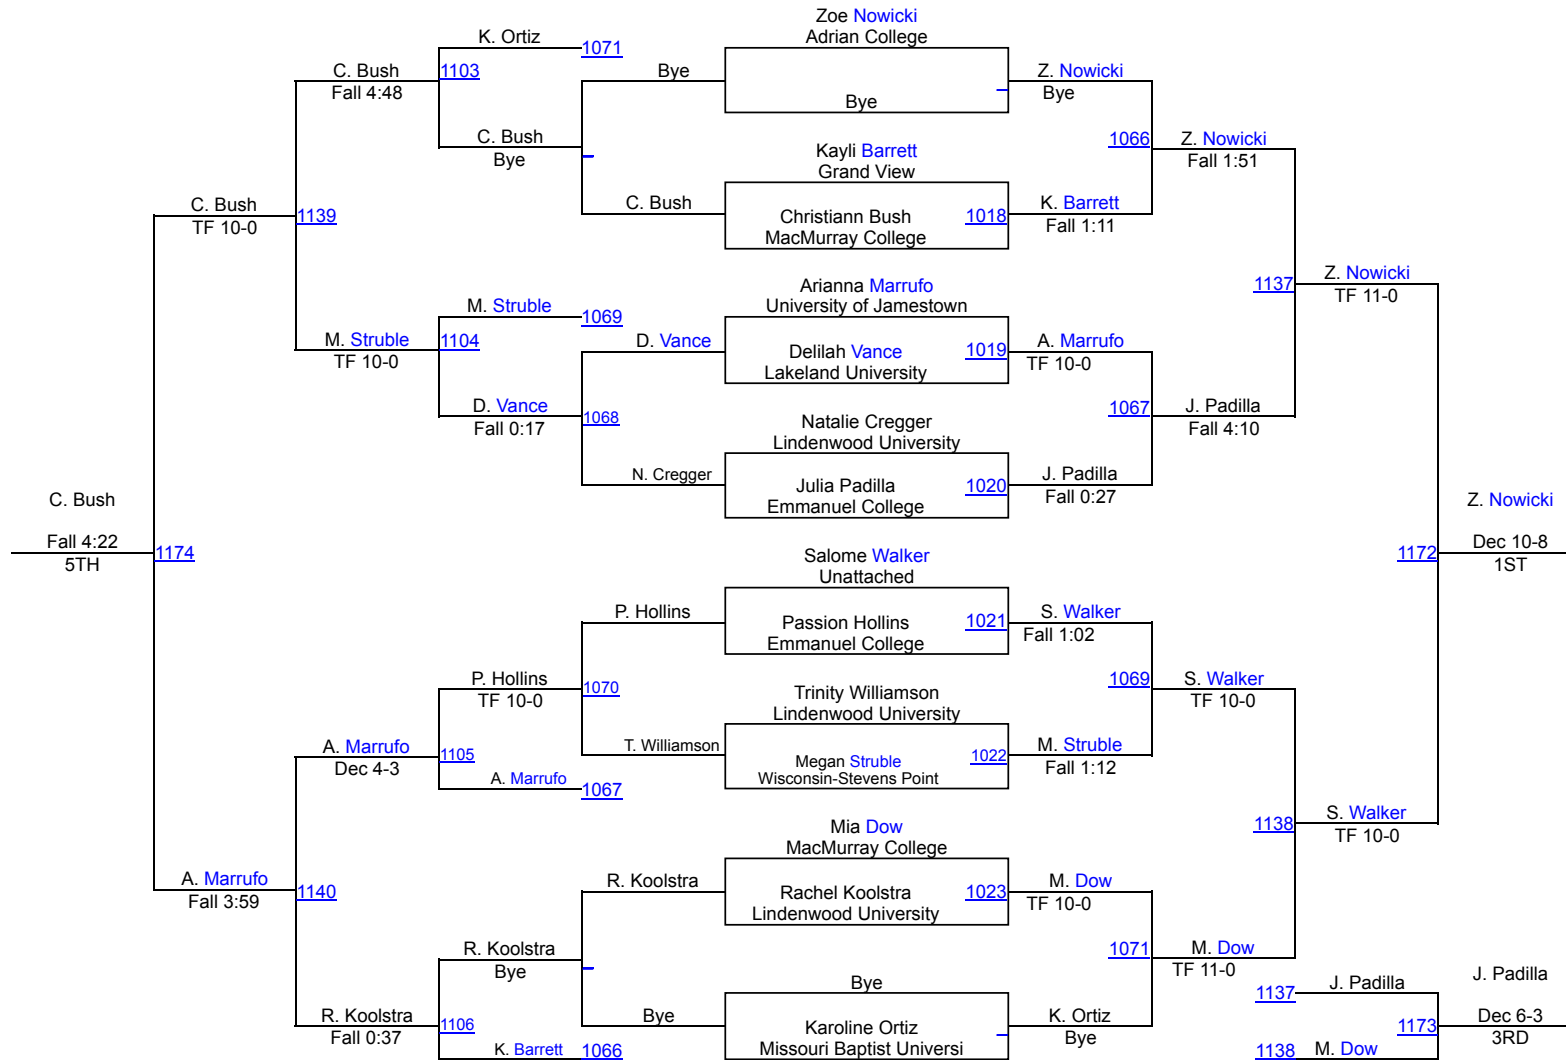 Zoe Nowicki
Adrian College
K. Ortiz
1071
C. Bush
1103
Bye
Z. Nowicki
Fall 4:48
Bye
Bye
C. Bush
Bye
1066
Z. Nowicki
Fall 1:51
Kayli Barrett
Grand View
C. Bush
TF 10-0
1139
C. Bush
Christiann Bush
MacMurray College
1018
K. Barrett
Fall 1:11
Z. Nowicki
TF 11-0
1137
Arianna Marrufo
University of Jamestown
M. Struble
1069
M. Struble
TF 10-0
1104
D. Vance
Delilah Vance
Lakeland University
1019
A. Marrufo
TF 10-0
D. Vance
Fall 0:17
1068
1067
J. Padilla
Fall 4:10
Natalie Cregger
Lindenwood University
N. Cregger
Julia Padilla
Emmanuel College
1020
J. Padilla
Fall 0:27
C. Bush
Fall 4:22
5TH
1174
Z. Nowicki
Dec 10-8
1ST
1172
Salome Walker
Unattached
P. Hollins
Passion Hollins
Emmanuel College
1021
S. Walker
Fall 1:02
P. Hollins
TF 10-0
1070
1069
S. Walker
TF 10-0
Trinity Williamson
Lindenwood University
A. Marrufo
Dec 4-3
1105
T. Williamson
Megan Struble
Wisconsin-Stevens Point
1022
M. Struble
Fall 1:12
A. Marrufo
1067
1138
S. Walker
TF 10-0
Mia Dow
MacMurray College
A. Marrufo
Fall 3:59
1140
R. Koolstra
Rachel Koolstra
Lindenwood University
1023
M. Dow
TF 10-0
R. Koolstra
Bye
1071
M. Dow
TF 11-0
Bye
R. Koolstra
Fall 0:37
1106
Bye
Karoline Ortiz
Missouri Baptist Universi
K. Ortiz
Bye
K. Barrett
1066
1137
J. Padilla
J. Padilla
1173
Dec 6-3
3RD
1138
M. Dow